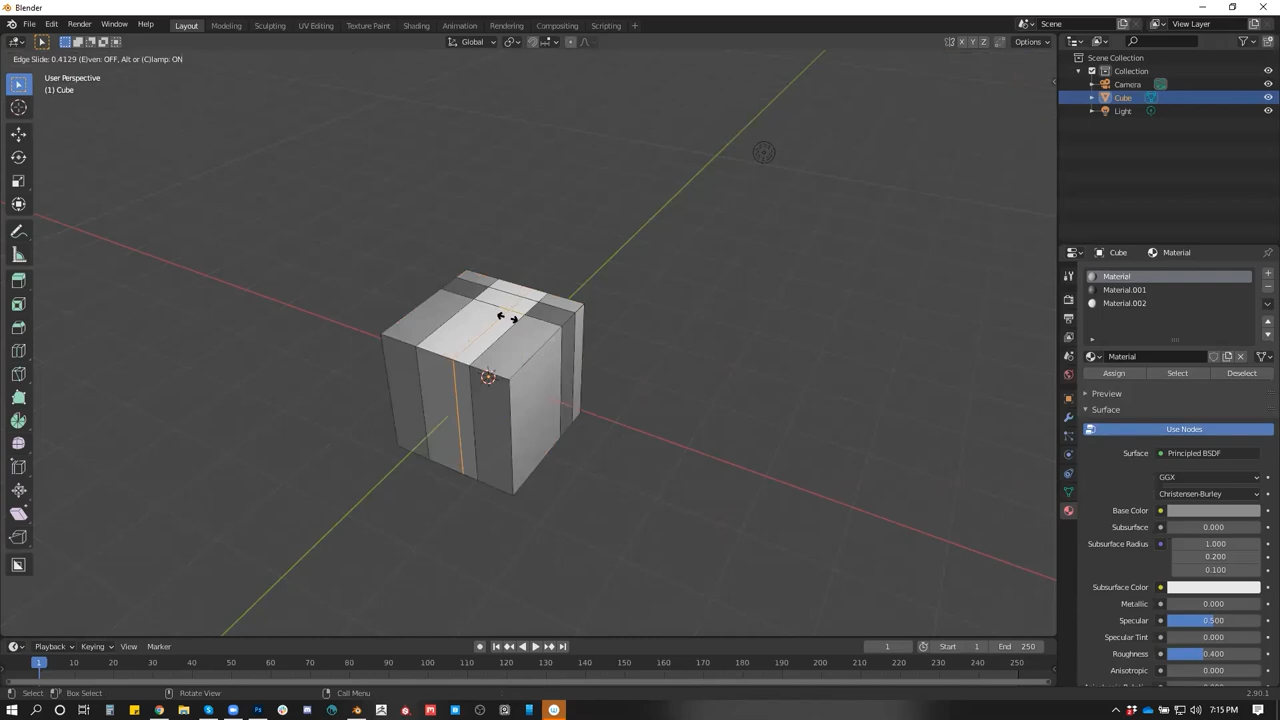 Blender
File Edit Render Window Help Layout Modeling Sculpting UV Editing Texture Paint Shading Animation Rendering Compositing Scripting + Scene View Layer
Global X Y Z Options
Edge Slide: 0.4129 (E)ven: OFF, Alt or (C)lamp: ON
User Perspective
(1) Cube
Scene Collection
Collection
Camera
Cube
Light
Cube Material
Material
Material.001
Material.002
Material
Assign Select Deselect
Preview
Surface
Use Nodes
Surface Principled BSDF
GGX
Christensen-Burley
Base Color
Subsurface 0.000
Subsurface Radius 1.000
0.200
0.100
Subsurface Color
Metallic 0.000
Specular 0.500
Specular Tint 0.000
Roughness 0.400
Anisotropic 0.000
Playback Keying View Marker 1 Start 1 End 250
1 10 20 30 40 50 60 70 80 90 100 110 120 130 140 150 160 170 180 190 200 210 220 230 240 250
Select Box Select Rotate View Call Menu 2.90.1
7:15 PM